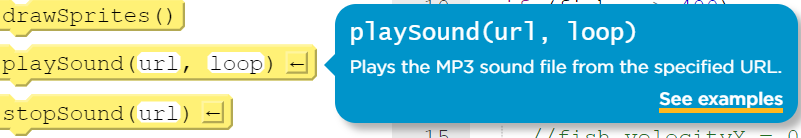 drawSprites()
playSound(url, loop) ←
stopSound(url) ←
playSound(url, loop)
Plays the MP3 sound file from the specified URL.
See examples
15 //fish.velocityX = 0